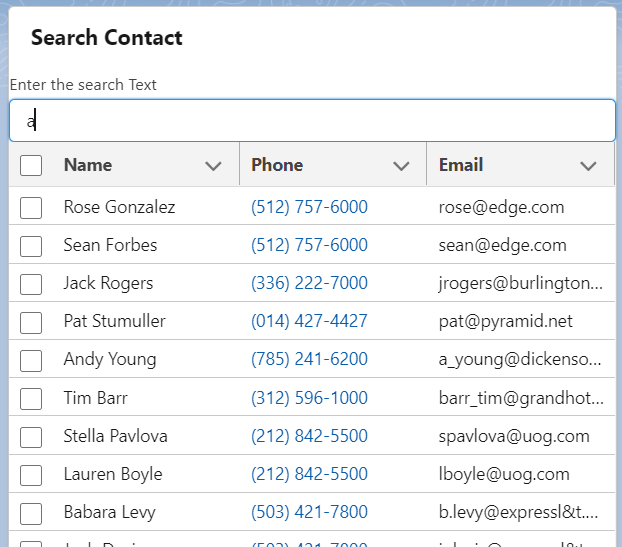 Search Contact
Enter the search Text
a
Name Phone Email
Rose Gonzalez (512) 757-6000 rose@edge.com
Sean Forbes (512) 757-6000 sean@edge.com
Jack Rogers (336) 222-7000 jrogers@burlington...
Pat Stumuller (014) 427-4427 pat@pyramid.net
Andy Young (785) 241-6200 a_young@dickenso...
Tim Barr (312) 596-1000 barr_tim@grandhot...
Stella Pavlova (212) 842-5500 spavlova@uog.com
Lauren Boyle (212) 842-5500 lboyle@uog.com
Babara Levy (503) 421-7800 b.levy@expressl&t....